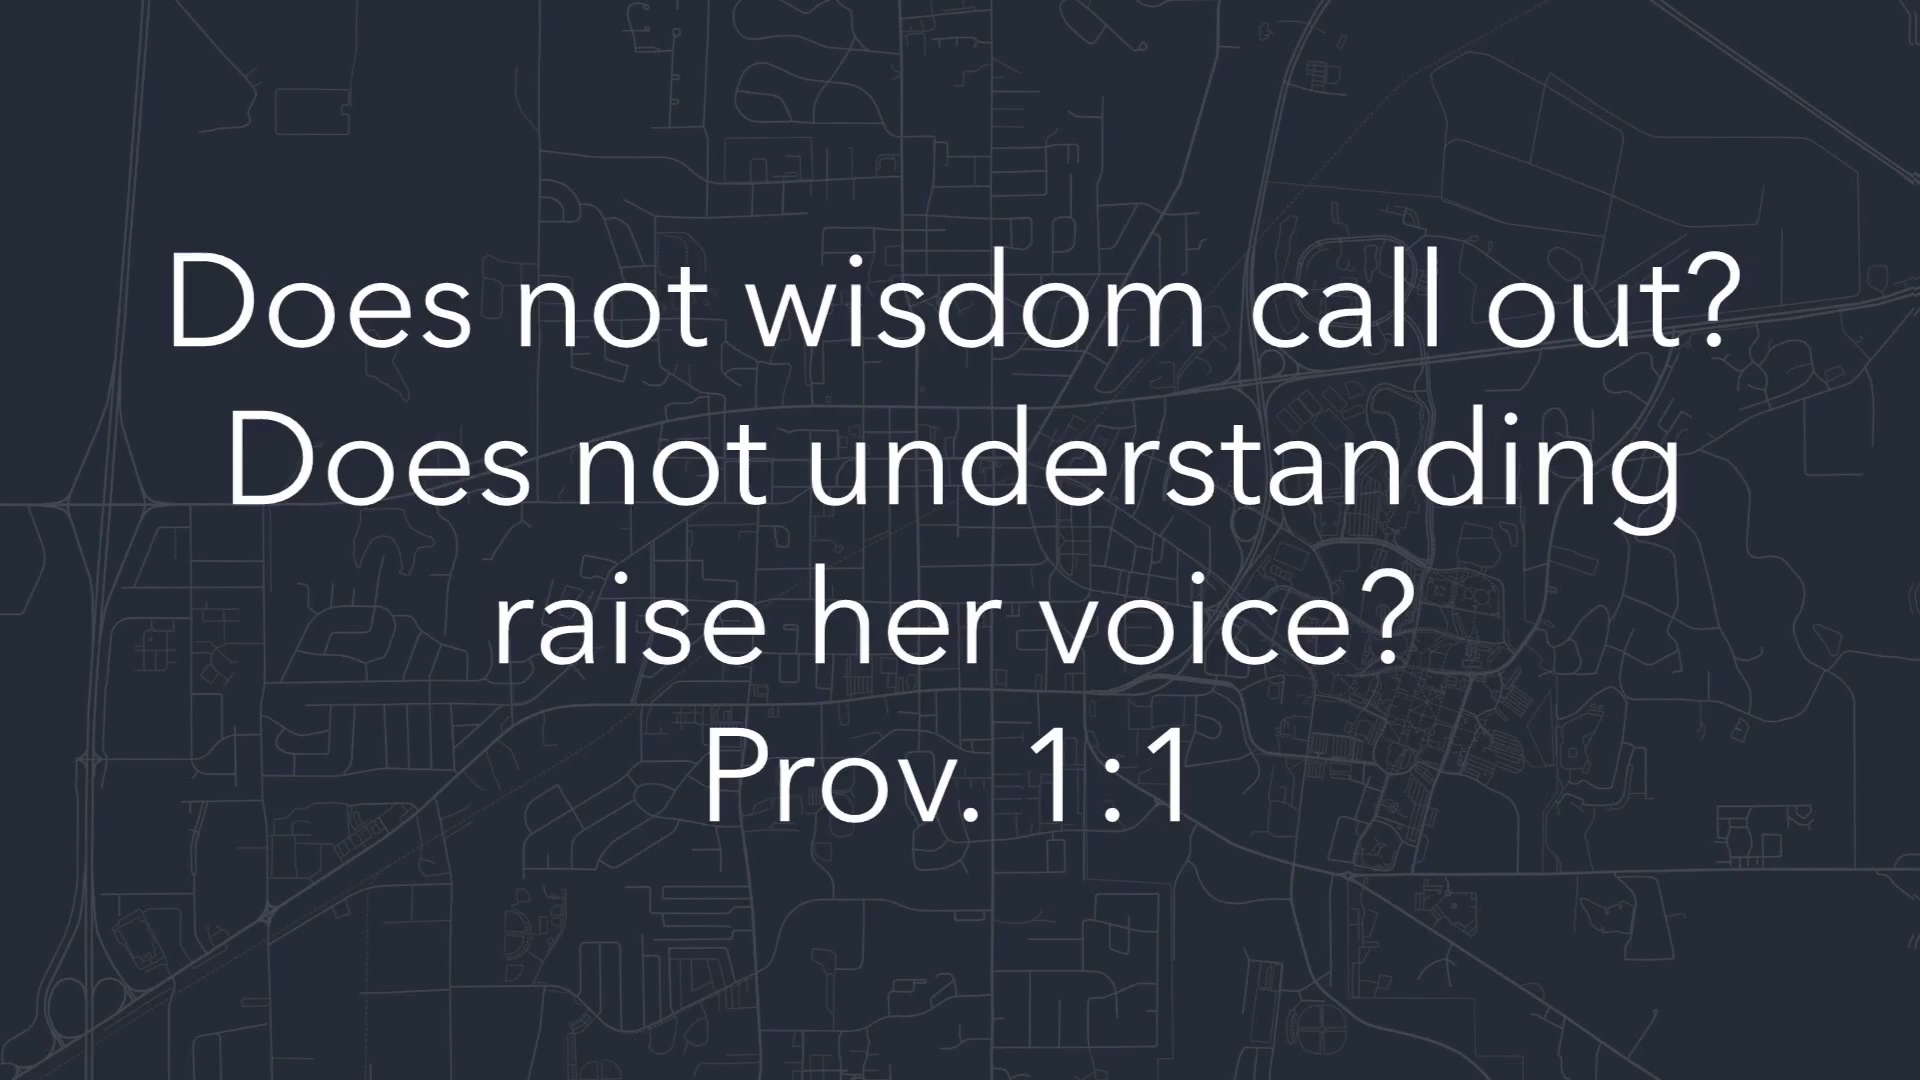 Does not wisdom call out?
Does not understanding
raise her voice?
Prov. 1:1